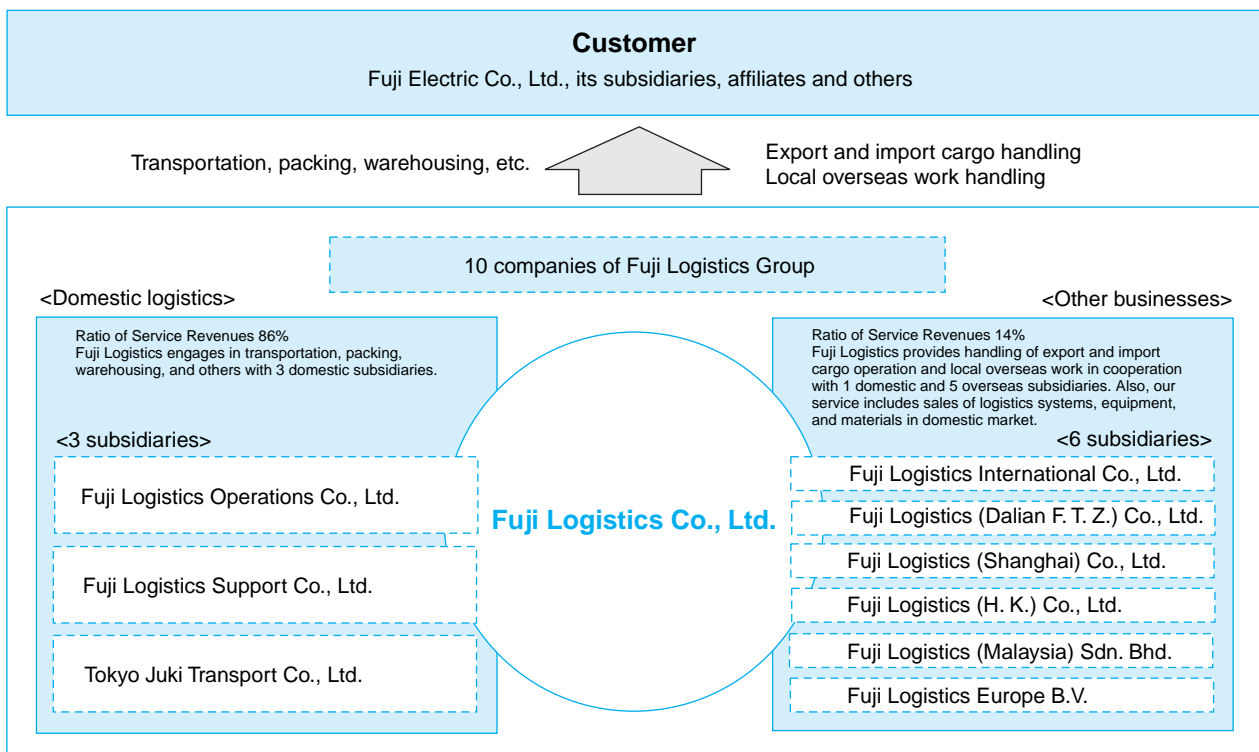 Customer
Fuji Electric Co., Ltd., its subsidiaries, affiliates and others
Transportation, packing, warehousing, etc.
Export and import cargo handling
Local overseas work handling
10 companies of Fuji Logistics Group
<Domestic logistics>
Ratio of Service Revenues 86%
Fuji Logistics engages in transportation, packing,
warehousing, and others with 3 domestic subsidiaries.
<3 subsidiaries>
Fuji Logistics Operations Co., Ltd.
Fuji Logistics Support Co., Ltd.
Tokyo Juki Transport Co., Ltd.
Fuji Logistics Co., Ltd.
<Other businesses>
Ratio of Service Revenues 14%
Fuji Logistics provides handling of export and import
cargo operation and local overseas work in cooperation
with 1 domestic and 5 overseas subsidiaries. Also, our
service includes sales of logistics systems, equipment,
and materials in domestic market.
<6 subsidiaries>
Fuji Logistics International Co., Ltd.
Fuji Logistics (Dalian F. T. Z.) Co., Ltd.
Fuji Logistics (Shanghai) Co., Ltd.
Fuji Logistics (H. K.) Co., Ltd.
Fuji Logistics (Malaysia) Sdn. Bhd.
Fuji Logistics Europe B.V.